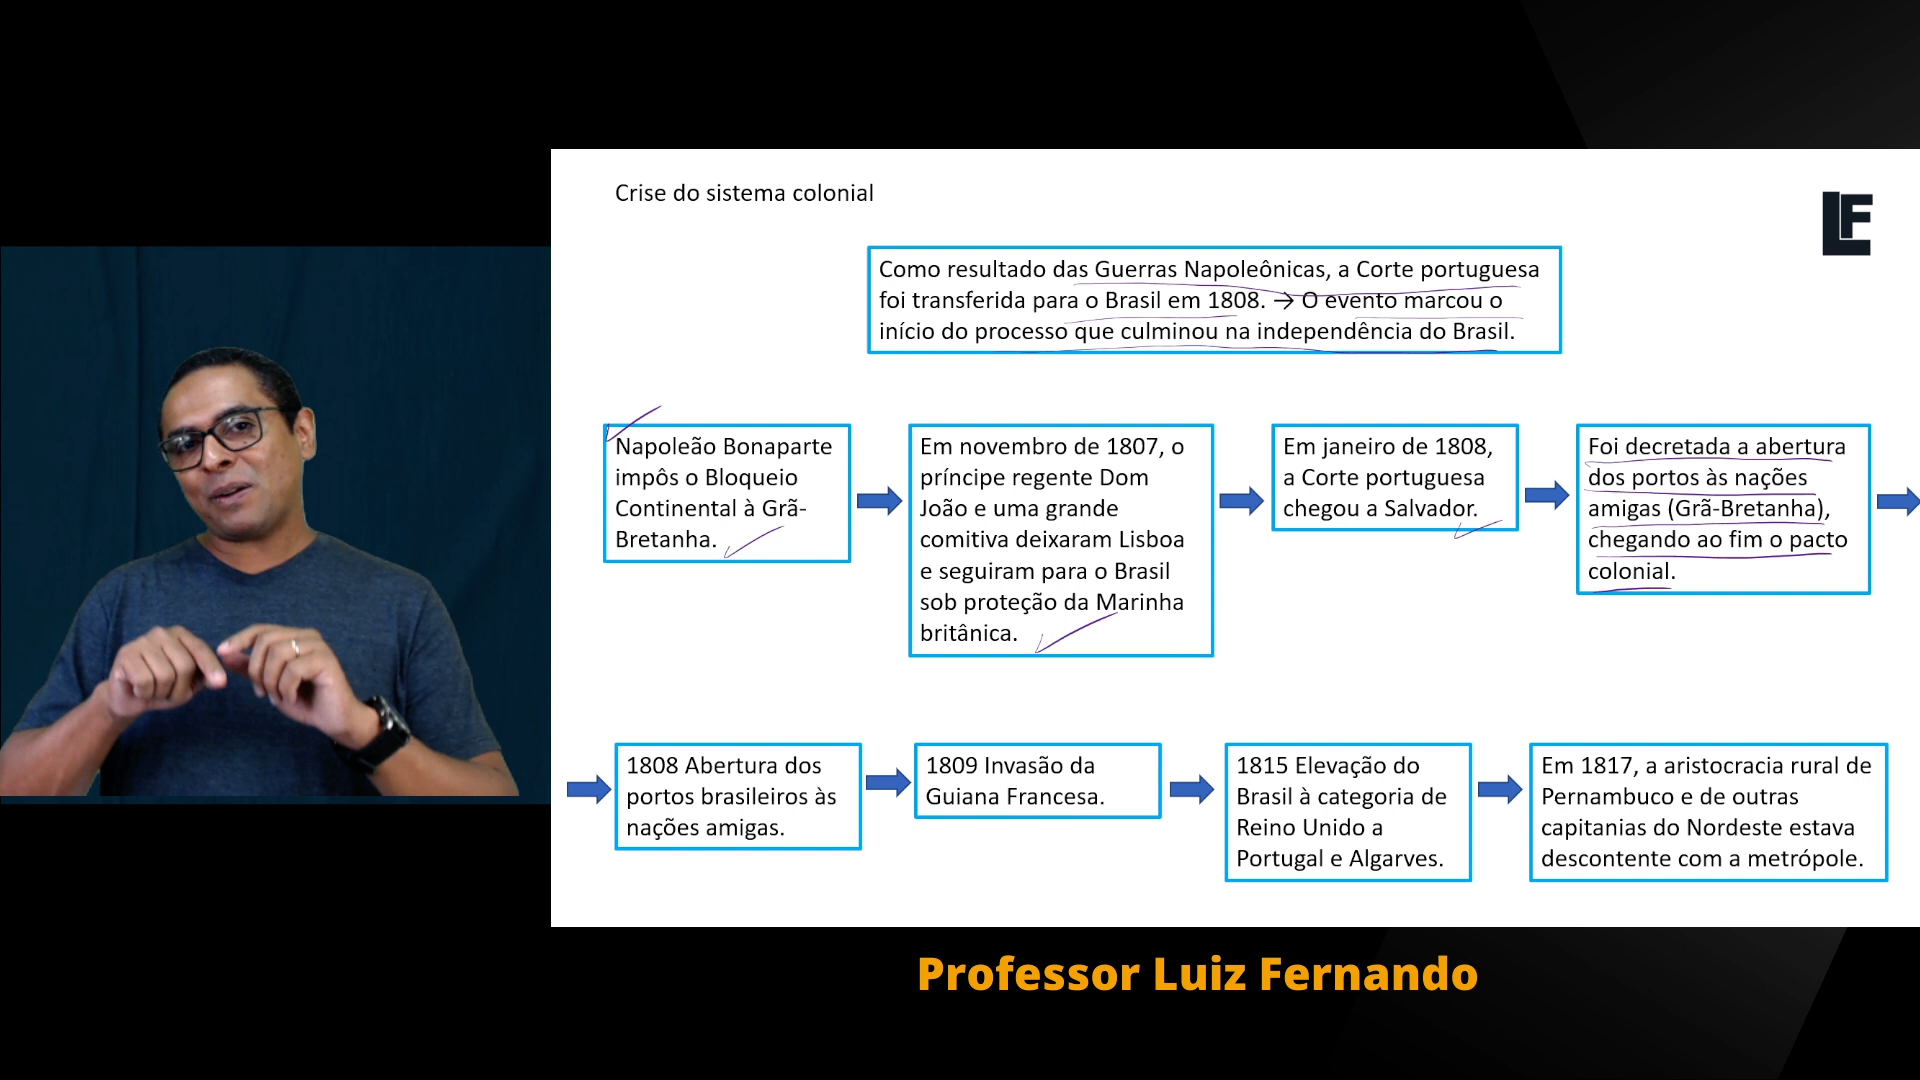 Crise do sistema colonial
LF
Como resultado das Guerras Napoleônicas, a Corte portuguesa
foi transferida para o Brasil em 1808. → O evento marcou o
início do processo que culminou na independência do Brasil.
Napoleão Bonaparte
impôs o Bloqueio
Continental à Grã-
Bretanha.
Em novembro de 1807, o
príncipe regente Dom
João e uma grande
comitiva deixaram Lisboa
e seguiram para o Brasil
sob proteção da Marinha
britânica.
Em janeiro de 1808,
a Corte portuguesa
chegou a Salvador.
Foi decretada a abertura
dos portos às nações
amigas (Grã-Bretanha),
chegando ao fim o pacto
colonial.
1808 Abertura dos
portos brasileiros às
nações amigas.
1809 Invasão da
Guiana Francesa.
1815 Elevação do
Brasil à categoria de
Reino Unido a
Portugal e Algarves.
Em 1817, a aristocracia rural de
Pernambuco e de outras
capitanias do Nordeste estava
descontente com a metrópole.
Professor Luiz Fernando